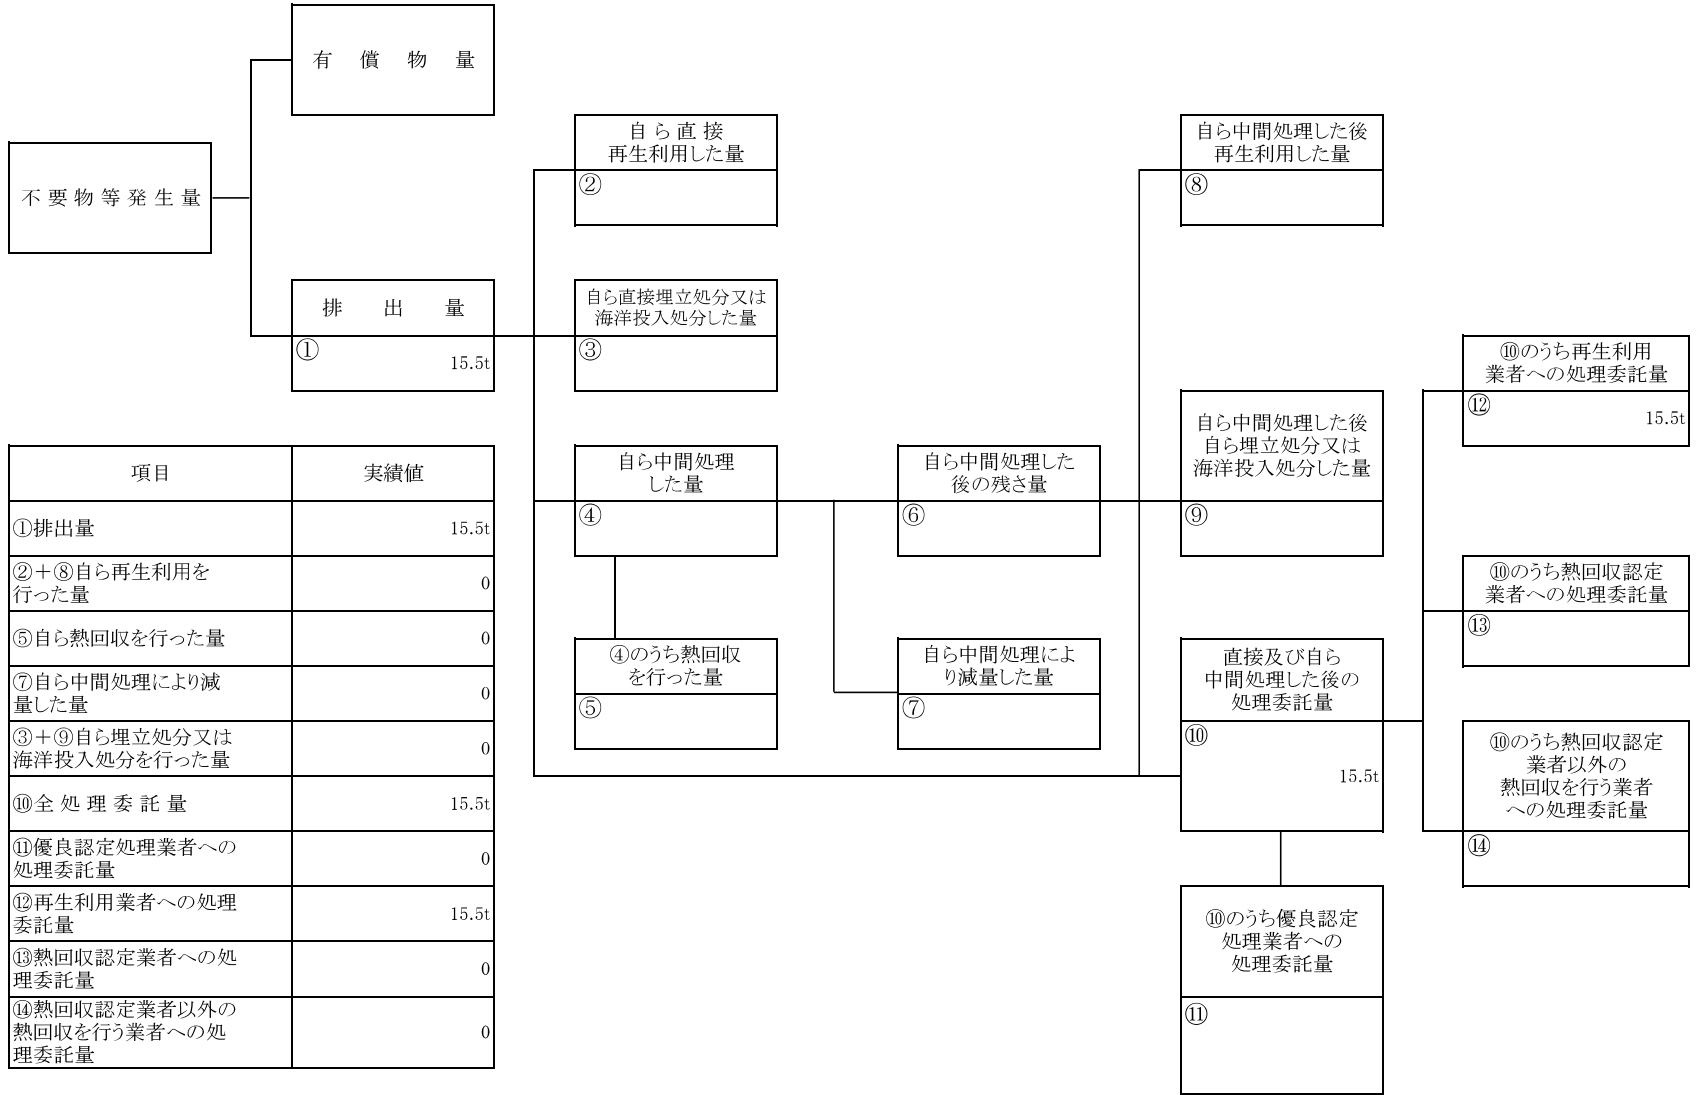 有償物量
不要物等発生量
排出量
①
15.5t
自ら直接
再生利用した量
②
自ら直接埋立処分又は
海洋投入処分した量
③
自ら中間処理
した量
④
④のうち熱回収
を行った量
⑤
自ら中間処理した
後の残さ量
⑥
自ら中間処理によ
り減量した量
⑦
自ら中間処理した後
再生利用した量
⑧
自ら中間処理した後
自ら埋立処分又は
海洋投入処分した量
⑨
直接及び自ら
中間処理した後の
処理委託量
⑩
15.5t
⑩のうち優良認定
処理業者への
処理委託量
⑪
⑩のうち再生利用
業者への処理委託量
⑫
15.5t
⑩のうち熱回収認定
業者への処理委託量
⑬
⑩のうち熱回収認定
業者以外の
熱回収を行う業者
への処理委託量
⑭
項目 実績値
①排出量 15.5t
②+⑧自ら再生利用を
行った量 0
⑤自ら熱回収を行った量 0
⑦自ら中間処理により減
量した量 0
③+⑨自ら埋立処分又は
海洋投入処分を行った量 0
⑩全処理委託量 15.5t
⑪優良認定処理業者への
処理委託量 0
⑫再生利用業者への処理
委託量 15.5t
⑬熱回収認定業者への処
理委託量 0
⑭熱回収認定業者以外の
熱回収を行う業者への処
理委託量 0